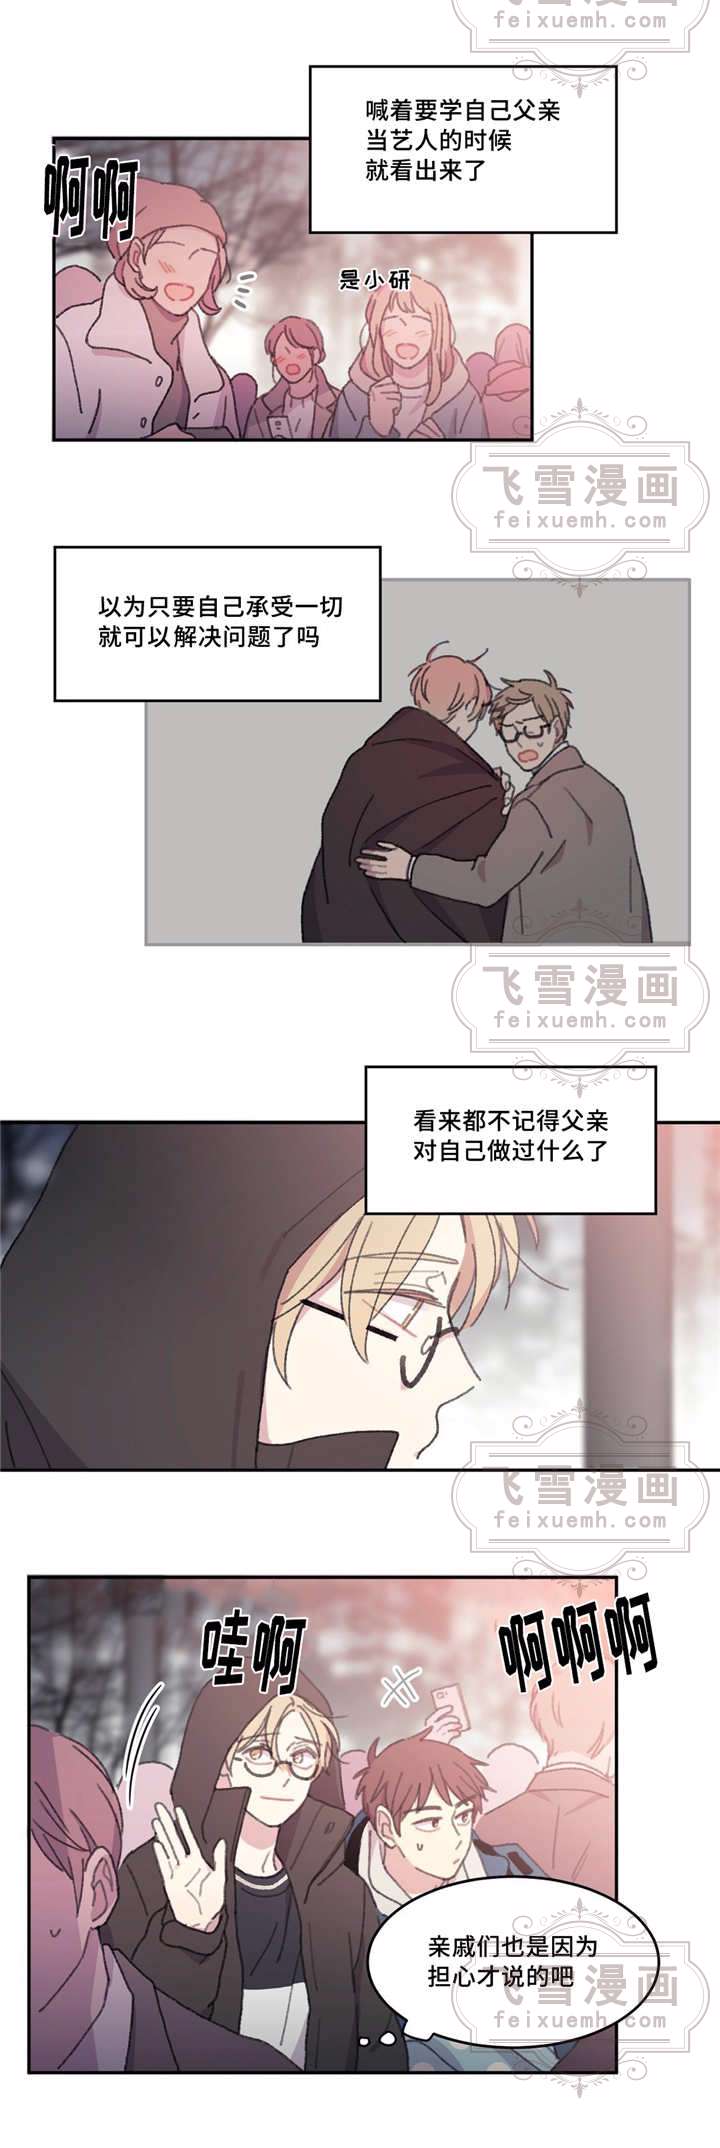 飞雪漫画
feixuemh.com
喊着要学自己父亲
当艺人的时候
就看出来了
啊啊
是小研
飞雪漫画
feixuemh.com
以为只要自己承受一切
就可以解决问题了吗
飞雪漫画
feixuemh.com
看来都不记得父亲
对自己做过什么了
飞雪漫画
feixuemh.com
哇啊
啊啊啊
亲戚们也是因为
担心才说的吧
飞雪漫画
feixuemh.com